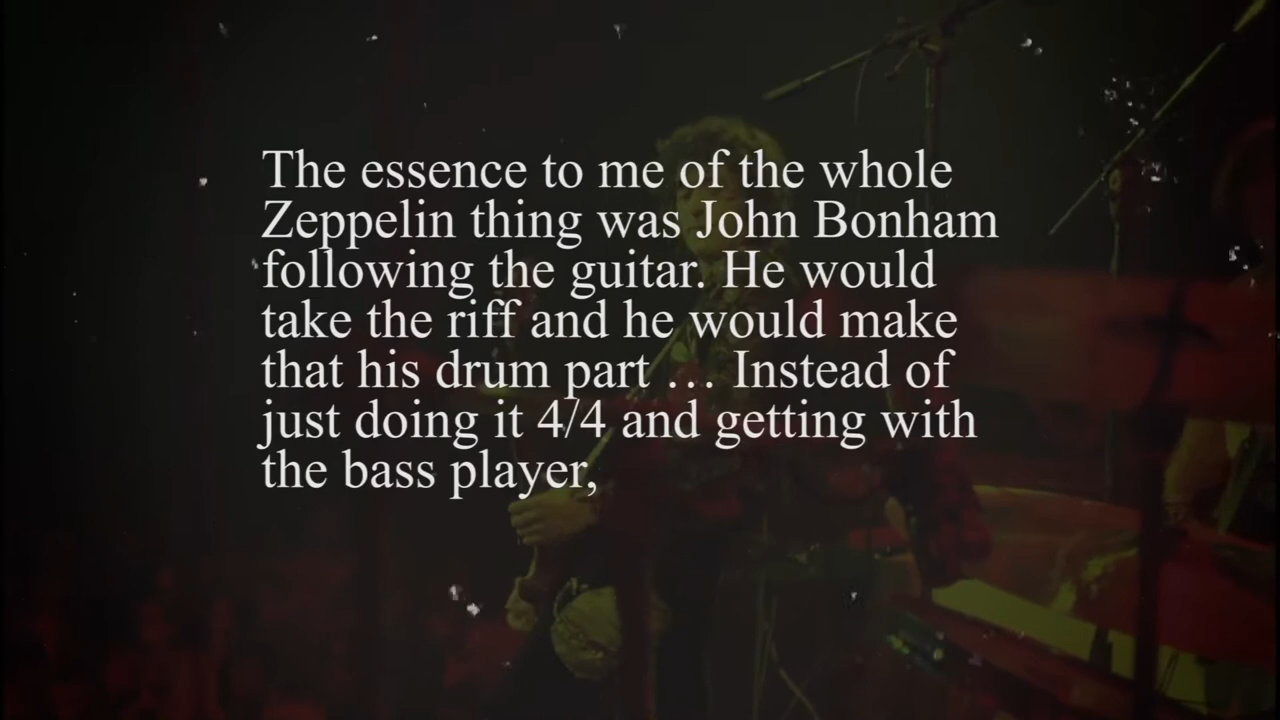 The essence to me of the whole
Zeppelin thing was John Bonham
following the guitar. He would
take the riff and he would make
that his drum part … Instead of
just doing it 4/4 and getting with
the bass player,